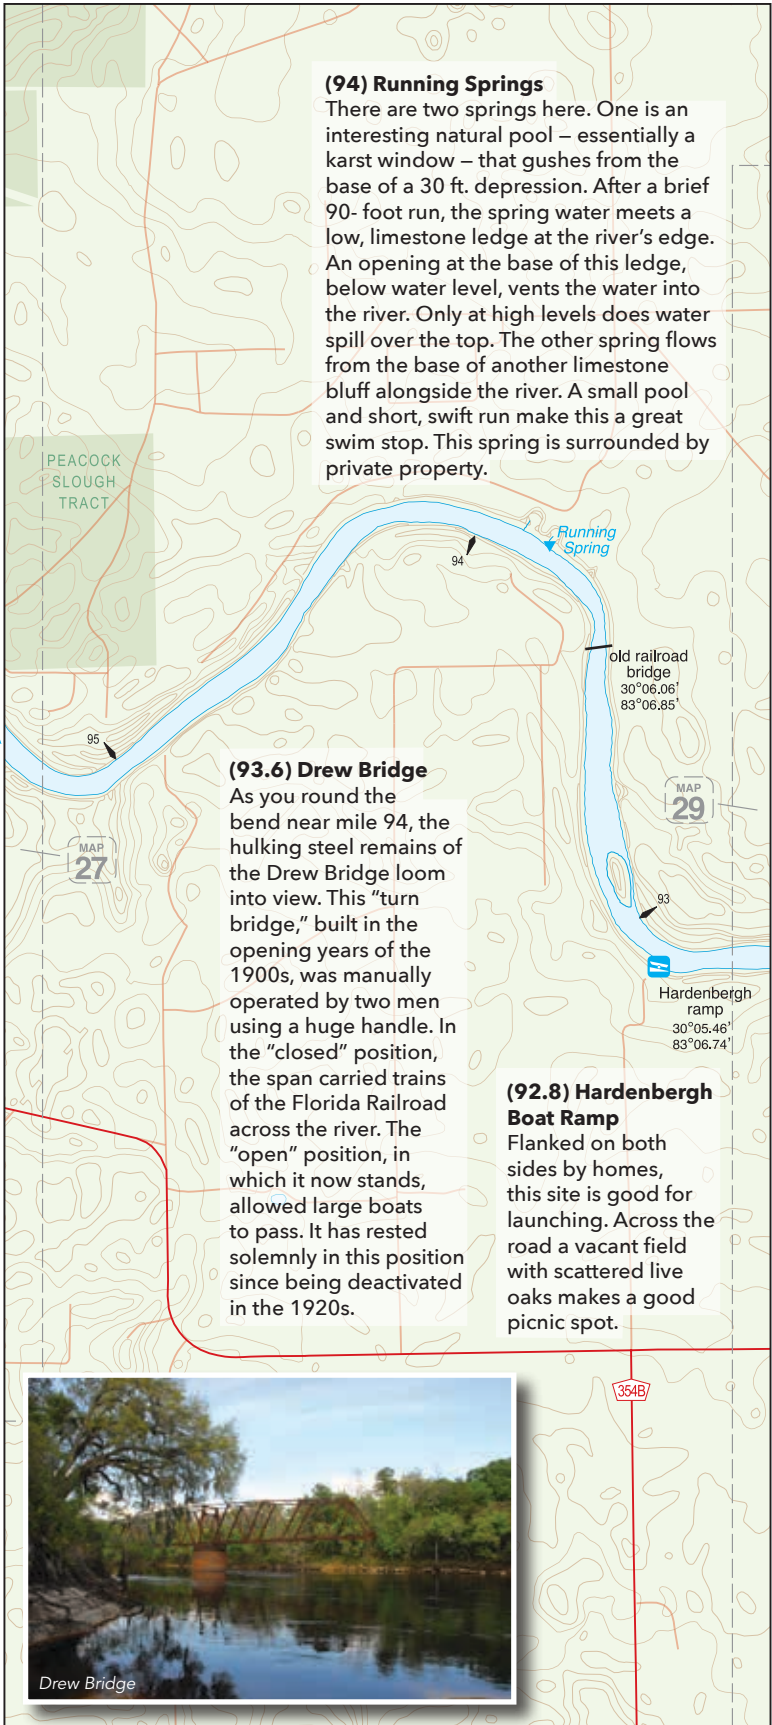 (94) Running Springs
There are two springs here. One is an
interesting natural pool – essentially a
karst window – that gushes from the
base of a 30 ft. depression. After a brief
90- foot run, the spring water meets a
low, limestone ledge at the river’s edge.
An opening at the base of this ledge,
below water level, vents the water into
the river. Only at high levels does water
spill over the top. The other spring flows
from the base of another limestone
bluff alongside the river. A small pool
and short, swift run make this a great
swim stop. This spring is surrounded by
private property.
PEACOCK
SLOUGH
TRACT
Running
Spring
94
old railroad
bridge
30°06.06’
83°06.85’
95
MAP
27
(93.6) Drew Bridge
As you round the
bend near mile 94, the
hulking steel remains of
the Drew Bridge loom
into view. This “turn
bridge,” built in the
opening years of the
1900s, was manually
operated by two men
using a huge handle. In
the “closed” position,
the span carried trains
of the Florida Railroad
across the river. The
“open” position, in
which it now stands,
allowed large boats
to pass. It has rested
solemnly in this position
since being deactivated
in the 1920s.
MAP
29
93
Hardenbergh
ramp
30°05.46’
83°06.74’
(92.8) Hardenbergh
Boat Ramp
Flanked on both
sides by homes,
this site is good for
launching. Across the
road a vacant field
with scattered live
oaks makes a good
picnic spot.
354B
Drew Bridge